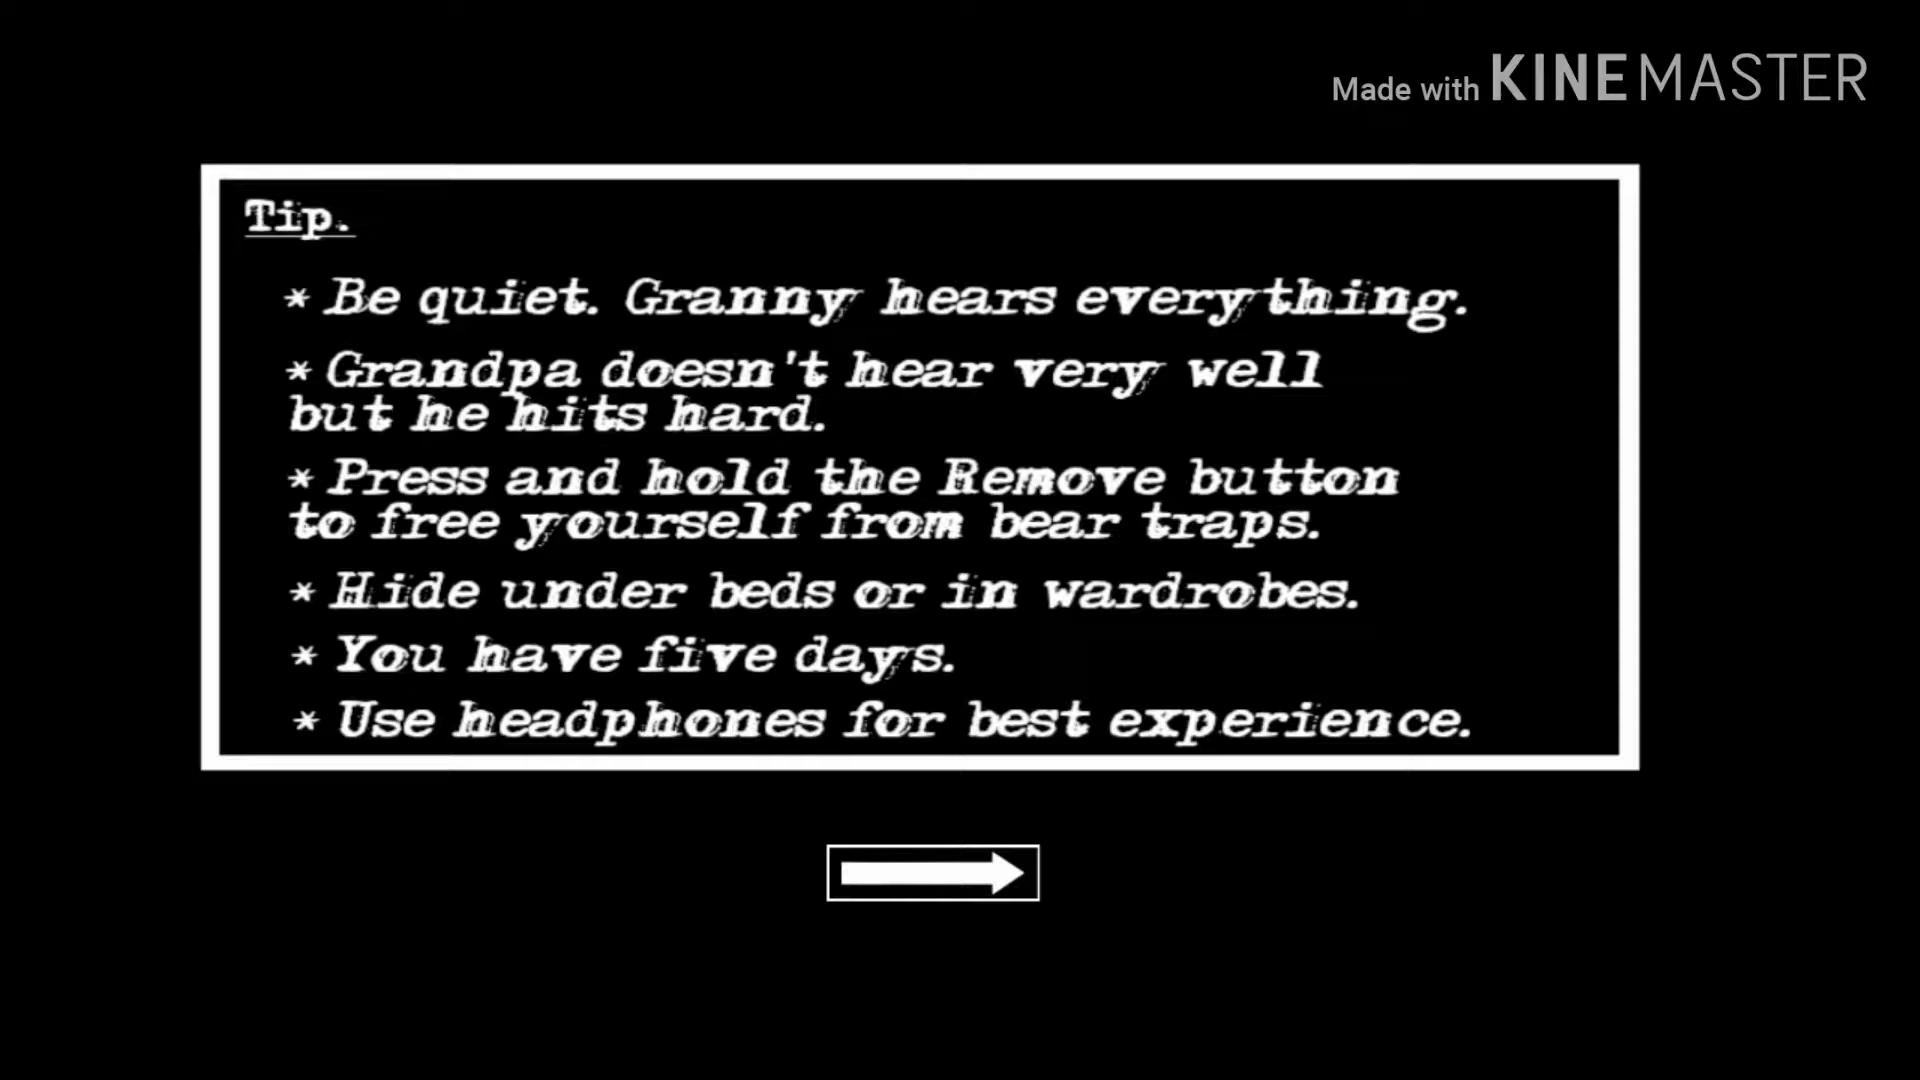 Made with KINEMASTER
Tip.
* Be quiet. Granny hears everything.
* Grandpa doesn't hear very well
but he hits hard.
* Press and hold the Remove button
to free yourself from bear traps.
* Hide under beds or in wardrobes.
* You have five days.
* Use headphones for best experience.